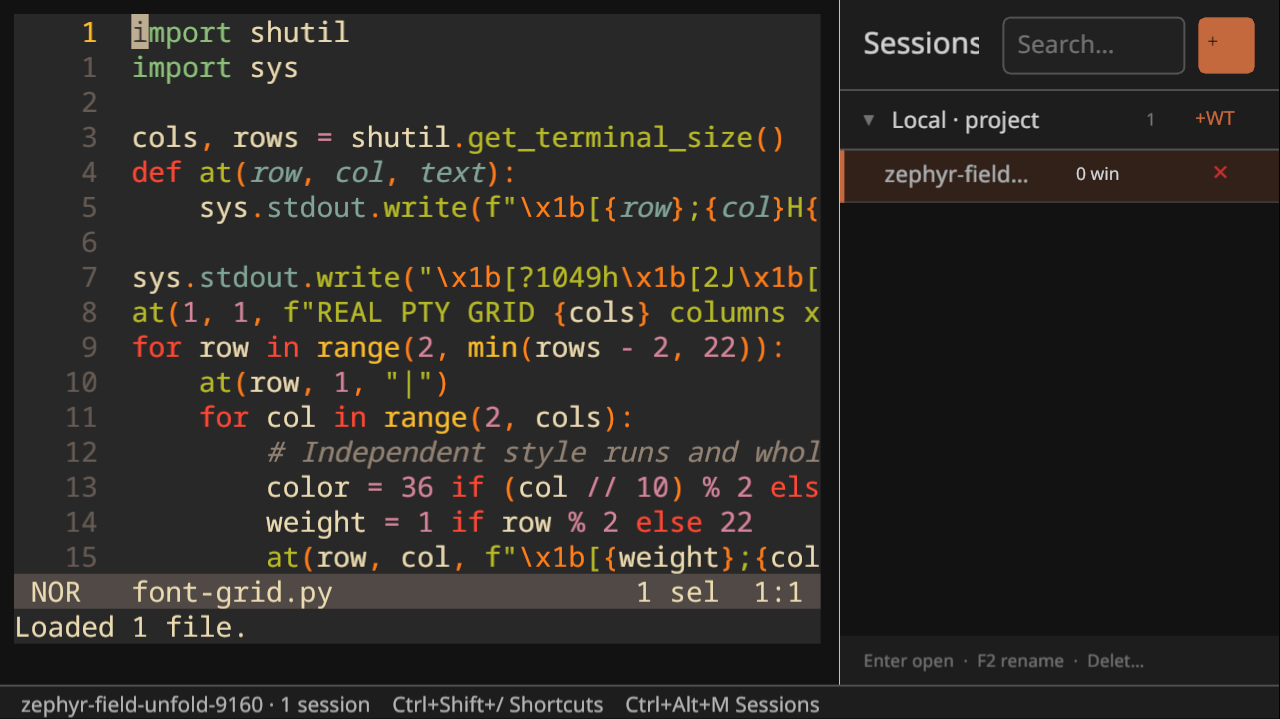 1 import shutil
1 import sys
2
3 cols, rows = shutil.get_terminal_size()
4 def at(row, col, text):
5     sys.stdout.write(f"\x1b[{row};{col}H{
6
7 sys.stdout.write("\x1b[?1049h\x1b[2J\x1b[
8 at(1, 1, f"REAL PTY GRID {cols} columns x
9 for row in range(2, min(rows - 2, 22)):
10     at(row, 1, "|")
11     for col in range(2, cols):
12         # Independent style runs and whol
13         color = 36 if (col // 10) % 2 els
14         weight = 1 if row % 2 else 22
15         at(row, col, f"\x1b[{weight};{col
NOR font-grid.py 1 sel 1:1
Loaded 1 file.
Sessions Search... +
▼ Local · project 1 +WT
zephyr-field... 0 win ✕
Enter open · F2 rename · Delet...
zephyr-field-unfold-9160 · 1 session Ctrl+Shift+/ Shortcuts Ctrl+Alt+M Sessions